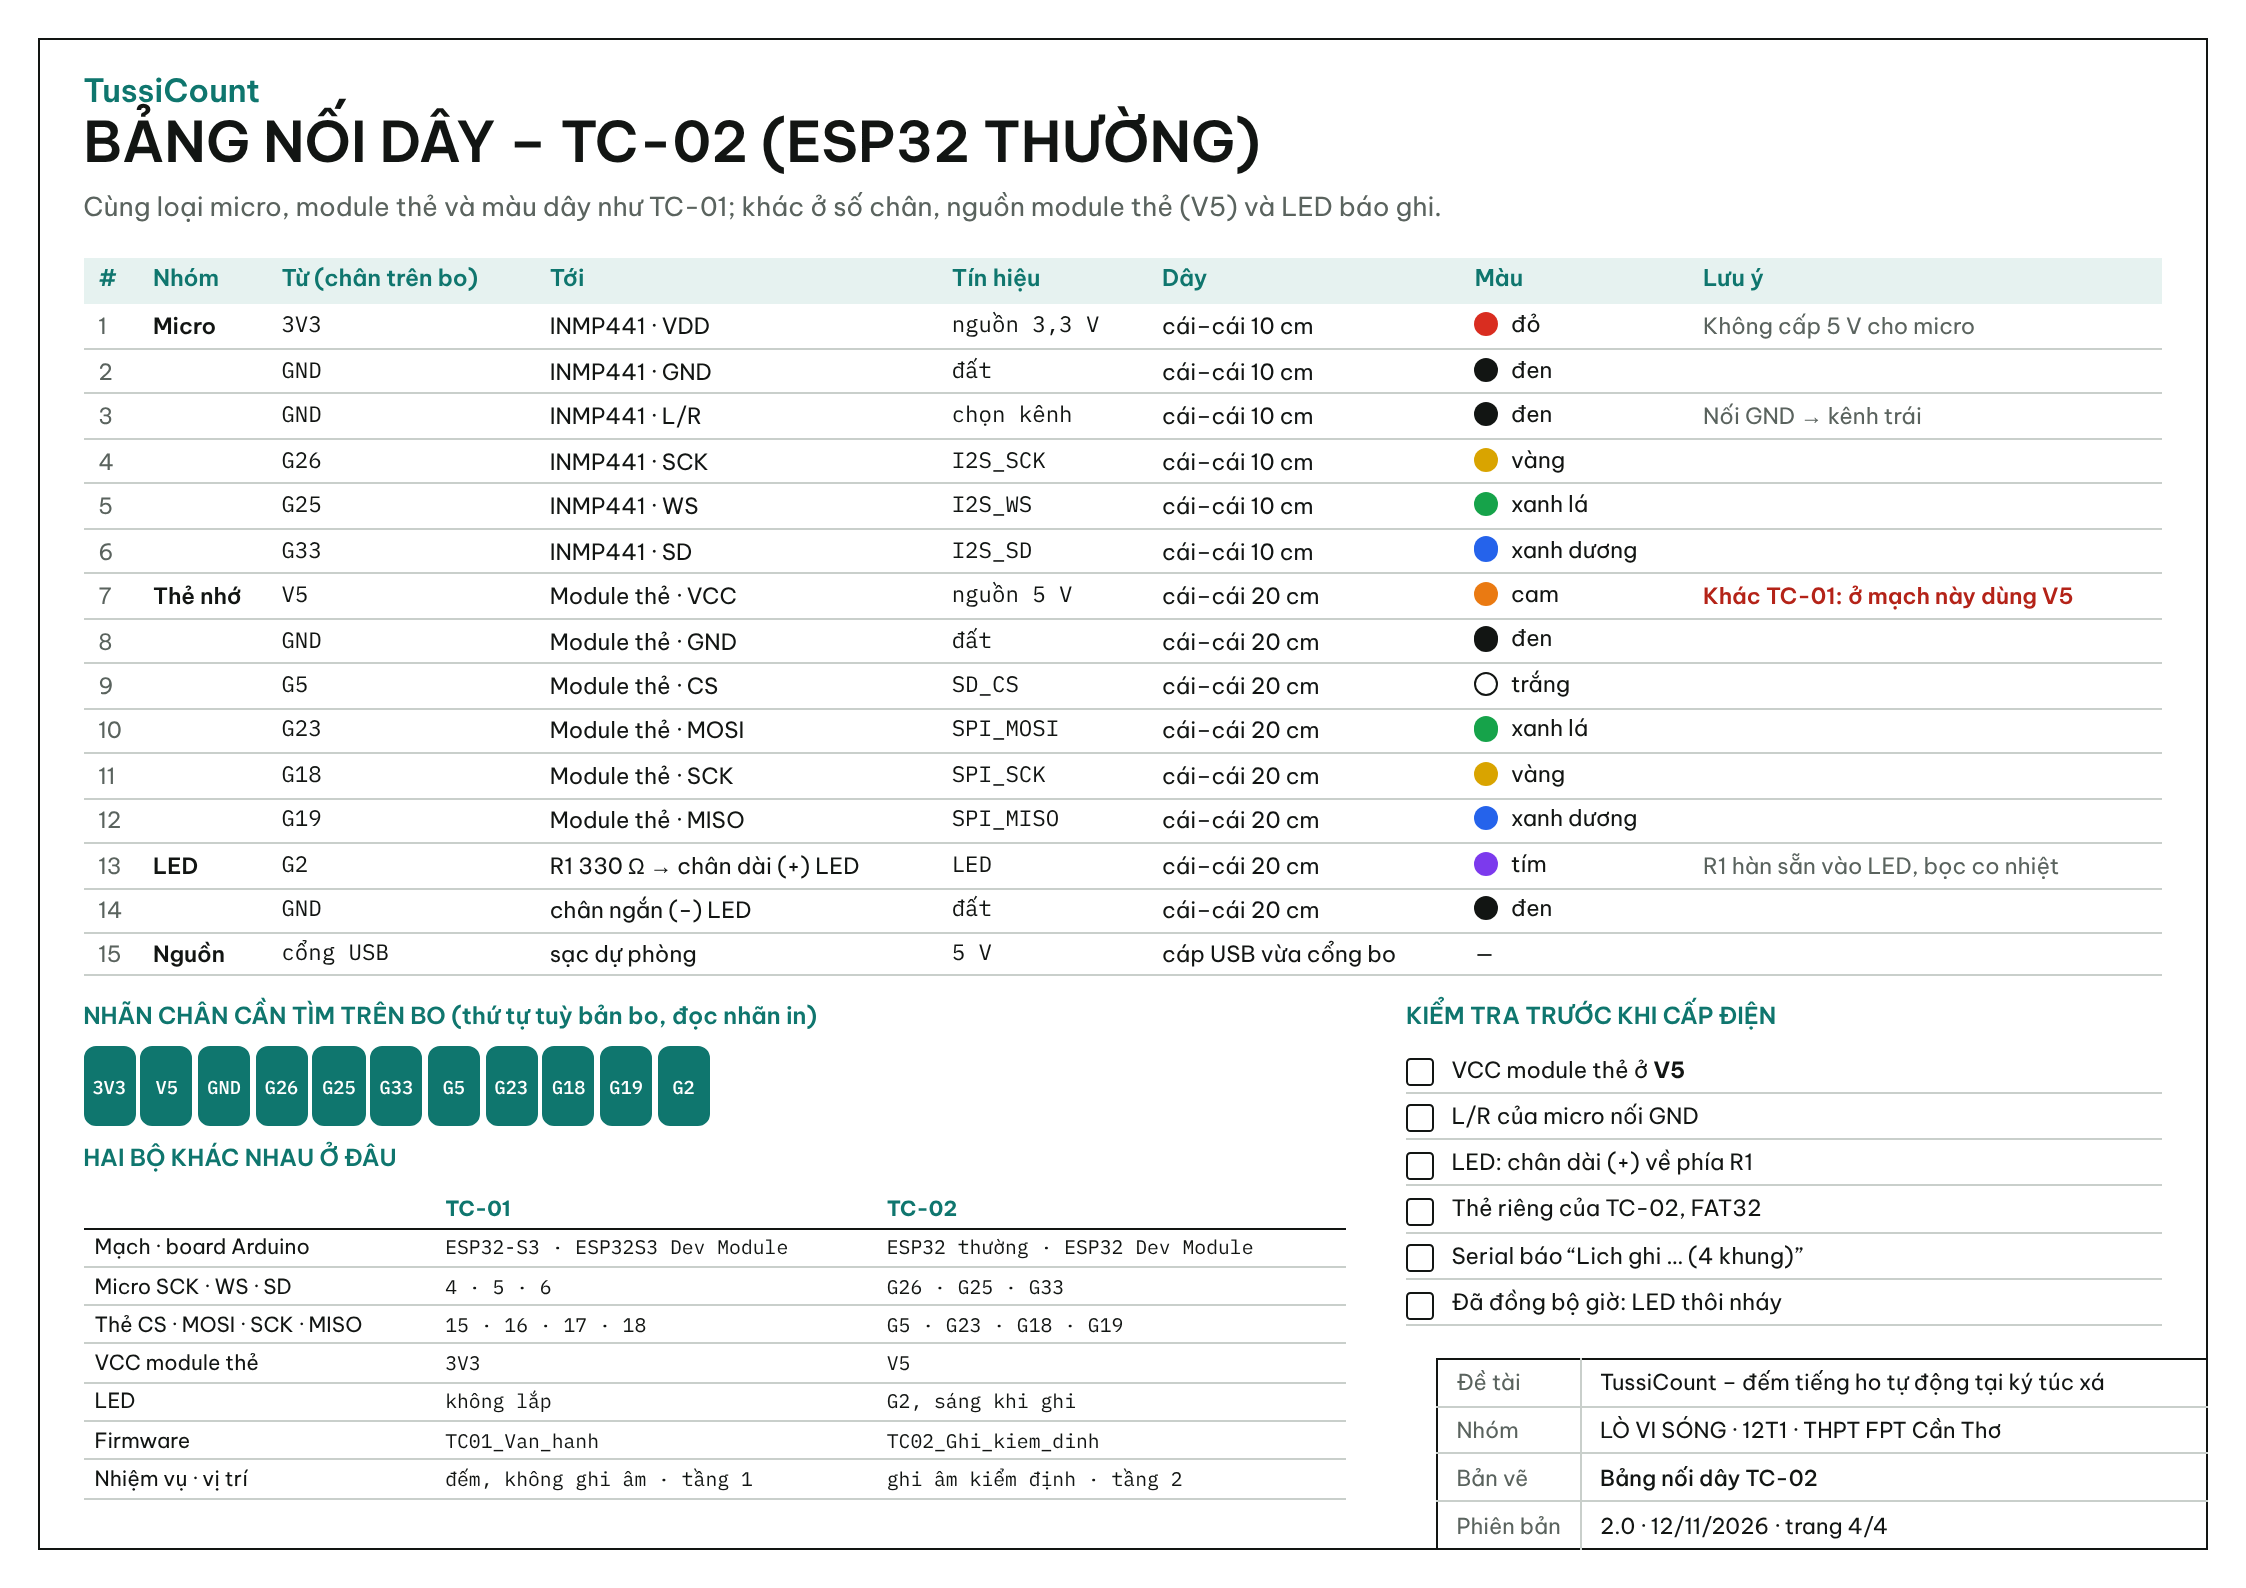 TussiCount
BẢNG NỐI DÂY – TC-02 (ESP32 THƯỜNG)
Cùng loại micro, module thẻ và màu dây như TC-01; khác ở số chân, nguồn module thẻ (V5) và LED báo ghi.
# Nhóm Từ (chân trên bo) Tới Tín hiệu Dây Màu Lưu ý
1 Micro 3V3 INMP441 · VDD nguồn 3,3 V cái–cái 10 cm đỏ Không cấp 5 V cho micro
2 GND INMP441 · GND đất cái–cái 10 cm đen
3 GND INMP441 · L/R chọn kênh cái–cái 10 cm đen Nối GND → kênh trái
4 G26 INMP441 · SCK I2S_SCK cái–cái 10 cm vàng
5 G25 INMP441 · WS I2S_WS cái–cái 10 cm xanh lá
6 G33 INMP441 · SD I2S_SD cái–cái 10 cm xanh dương
7 Thẻ nhớ V5 Module thẻ · VCC nguồn 5 V cái–cái 20 cm cam Khác TC-01: ở mạch này dùng V5
8 GND Module thẻ · GND đất cái–cái 20 cm đen
9 G5 Module thẻ · CS SD_CS cái–cái 20 cm trắng
10 G23 Module thẻ · MOSI SPI_MOSI cái–cái 20 cm xanh lá
11 G18 Module thẻ · SCK SPI_SCK cái–cái 20 cm vàng
12 G19 Module thẻ · MISO SPI_MISO cái–cái 20 cm xanh dương
13 LED G2 R1 330 Ω → chân dài (+) LED LED cái–cái 20 cm tím R1 hàn sẵn vào LED, bọc co nhiệt
14 GND chân ngắn (–) LED đất cái–cái 20 cm đen
15 Nguồn cổng USB sạc dự phòng 5 V cáp USB vừa cổng bo —
NHÃN CHÂN CẦN TÌM TRÊN BO (thứ tự tuỳ bản bo, đọc nhãn in)
3V3 V5 GND G26 G25 G33 G5 G23 G18 G19 G2
HAI BỘ KHÁC NHAU Ở ĐÂU
TC-01 TC-02
Mạch · board Arduino ESP32-S3 · ESP32S3 Dev Module ESP32 thường · ESP32 Dev Module
Micro SCK · WS · SD 4 · 5 · 6 G26 · G25 · G33
Thẻ CS · MOSI · SCK · MISO 15 · 16 · 17 · 18 G5 · G23 · G18 · G19
VCC module thẻ 3V3 V5
LED không lắp G2, sáng khi ghi
Firmware TC01_Van_hanh TC02_Ghi_kiem_dinh
Nhiệm vụ · vị trí đếm, không ghi âm · tầng 1 ghi âm kiểm định · tầng 2
KIỂM TRA TRƯỚC KHI CẤP ĐIỆN
VCC module thẻ ở V5
L/R của micro nối GND
LED: chân dài (+) về phía R1
Thẻ riêng của TC-02, FAT32
Serial báo “Lich ghi ... (4 khung)”
Đã đồng bộ giờ: LED thôi nháy
Đề tài TussiCount – đếm tiếng ho tự động tại ký túc xá
Nhóm LÒ VI SÓNG · 12T1 · THPT FPT Cần Thơ
Bản vẽ Bảng nối dây TC-02
Phiên bản 2.0 · 12/11/2026 · trang 4/4